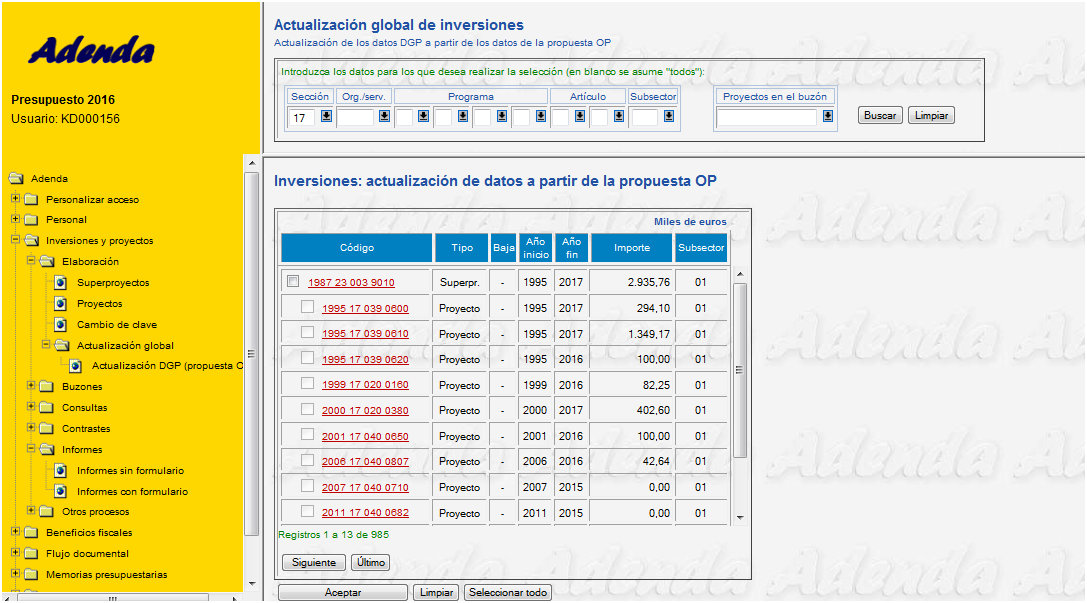 Adenda
Presupuesto 2016
Usuario: KD000156
Adenda
Personalizar acceso
Personal
Inversiones y proyectos
Elaboración
Superproyectos
Proyectos
Cambio de clave
Actualización global
Actualización DGP (propuesta O
Buzones
Consultas
Contrastes
Informes
Informes sin formulario
Informes con formulario
Otros procesos
Beneficios fiscales
Flujo documental
Memorias presupuestarias
Actualización global de inversiones
Actualización de los datos DGP a partir de los datos de la propuesta OP
Introduzca los datos para los que desea realizar la selección (en blanco se asume "todos"):
Sección Org./serv. Programa Artículo Subsector Proyectos en el buzón
17 Buscar Limpiar
Inversiones: actualización de datos a partir de la propuesta OP
Miles de euros
Código Tipo Baja Año inicio Año fin Importe Subsector
1987 23 003 9010 Superpr. - 1995 2017 2.935,76 01
1995 17 039 0600 Proyecto - 1995 2017 294,10 01
1995 17 039 0610 Proyecto - 1995 2017 1.349,17 01
1995 17 039 0620 Proyecto - 1995 2016 100,00 01
1999 17 020 0160 Proyecto - 1999 2016 82,25 01
2000 17 020 0380 Proyecto - 2000 2017 402,60 01
2001 17 040 0650 Proyecto - 2001 2016 100,00 01
2006 17 040 0807 Proyecto - 2006 2016 42,64 01
2007 17 040 0710 Proyecto - 2007 2015 0,00 01
2011 17 040 0682 Proyecto - 2011 2015 0,00 01
Registros 1 a 13 de 985
Siguiente Último
Aceptar Limpiar Seleccionar todo